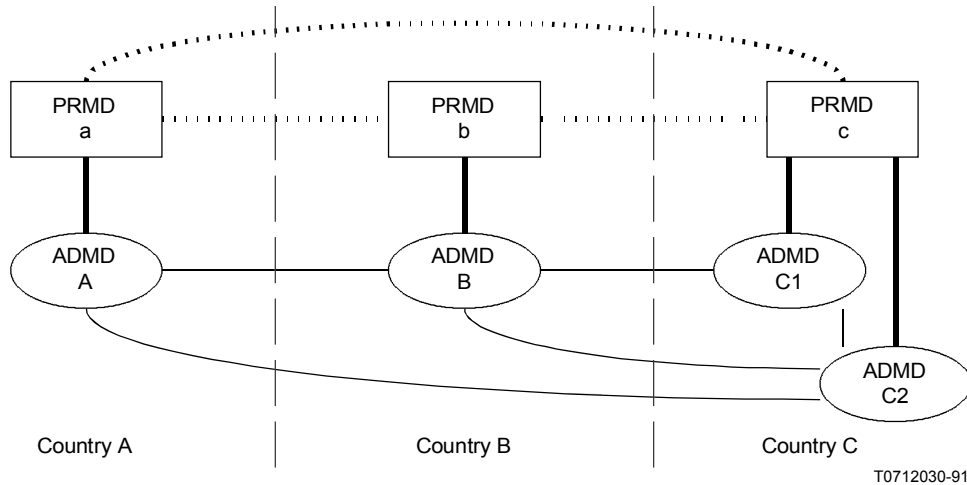 PRMD
a
PRMD
b
PRMD
c
ADMD
A
ADMD
B
ADMD
C1
ADMD
C2
Country A
Country B
Country C
T0712030-91